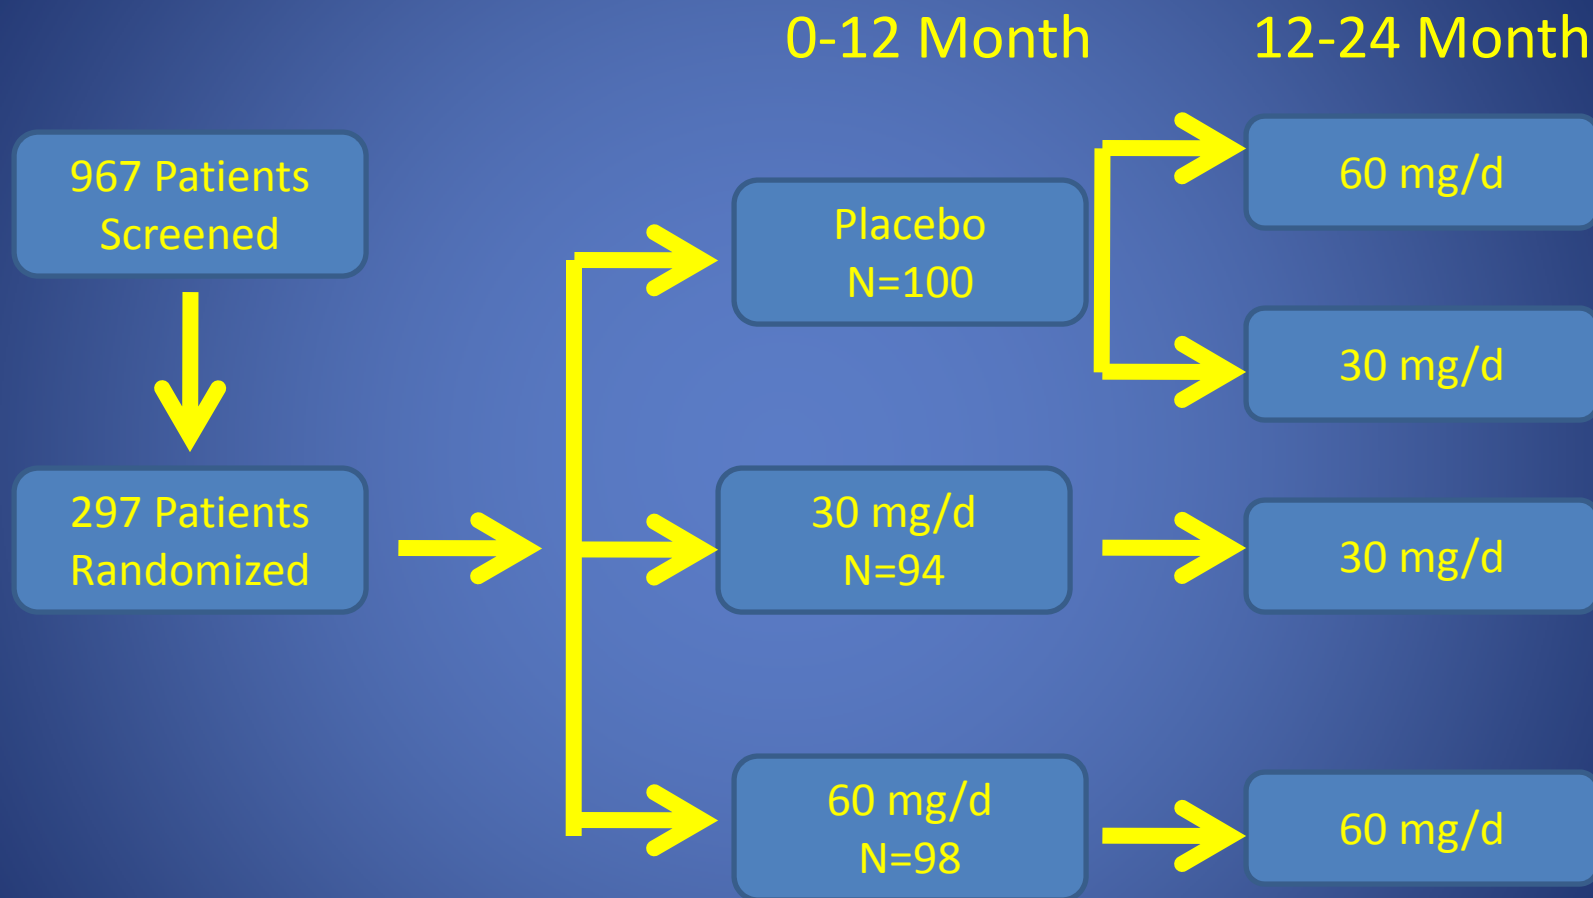 0-12 Month
12-24 Month
967 Patients
Screened
297 Patients
Randomized
Placebo
N=100
30 mg/d
N=94
60 mg/d
N=98
60 mg/d
30 mg/d
30 mg/d
60 mg/d